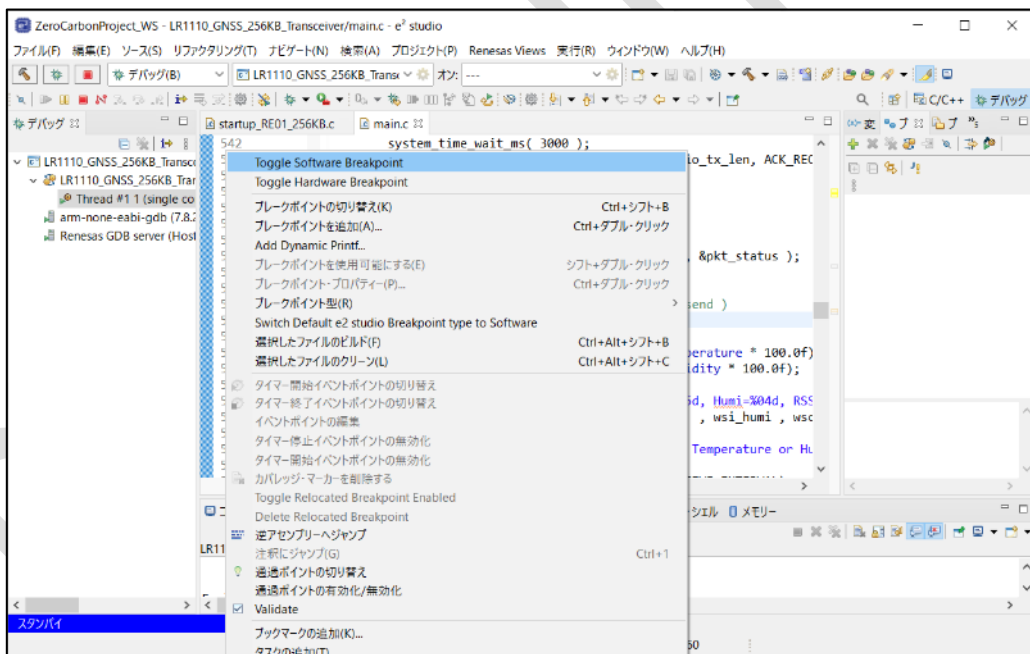 ZeroCarbonProject_WS - LR1110_GNSS_256KB_Transceiver/main.c - e² studio
ファイル(F) 編集(E) ソース(S) リファクタリング(T) ナビゲート(N) 検索(A) プロジェクト(P) Renesas Views 実行(R) ウィンドウ(W) ヘルプ(H)
デバッグ(B) LR1110_GNSS_256KB_Transc オン: ---
C/C++ デバッグ
デバッグ startup_RE01_256KB.c main.c
542 system_time_wait_ms( 3000 );
LR1110_GNSS_256KB_Transc
LR1110_GNSS_256KB_Tran
Thread #1 1 (single co
arm-none-eabi-gdb (7.8.2
Renesas GDB server (Host
Toggle Software Breakpoint
Toggle Hardware Breakpoint
ブレークポイントの切り替え(K) Ctrl+シフト+B
ブレークポイントを追加(A)... Ctrl+ダブル・クリック
Add Dynamic Printf...
ブレークポイントを使用可能にする(E) シフト+ダブル・クリック
ブレークポイント・プロパティー(P)... Ctrl+ダブル・クリック
ブレークポイント型(R)
Switch Default e2 studio Breakpoint type to Software
選択したファイルのビルド(F) Ctrl+Alt+シフト+B
選択したファイルのクリーン(L) Ctrl+Alt+シフト+C
タイマー開始イベントポイントの切り替え
タイマー終了イベントポイントの切り替え
イベントポイントの編集
タイマー停止イベントポイントの無効化
タイマー開始イベントポイントの無効化
カバレッジ・マーカーを削除する
Toggle Relocated Breakpoint Enabled
Delete Relocated Breakpoint
逆アセンブリーへジャンプ
注釈にジャンプ(G) Ctrl+1
通過ポイントの切り替え
通過ポイントの有効化/無効化
Validate
ブックマークの追加(K)...
タスクの追加(T)...
io_tx_len, ACK_REC
, &pkt_status );
send )
perature * 100.0f)
idity * 100.0f);
d, Humi=%04d, RSS
, wsi_humi , wsc
Temperature or Hu
シェル メモリー
LR11
スタンバイ